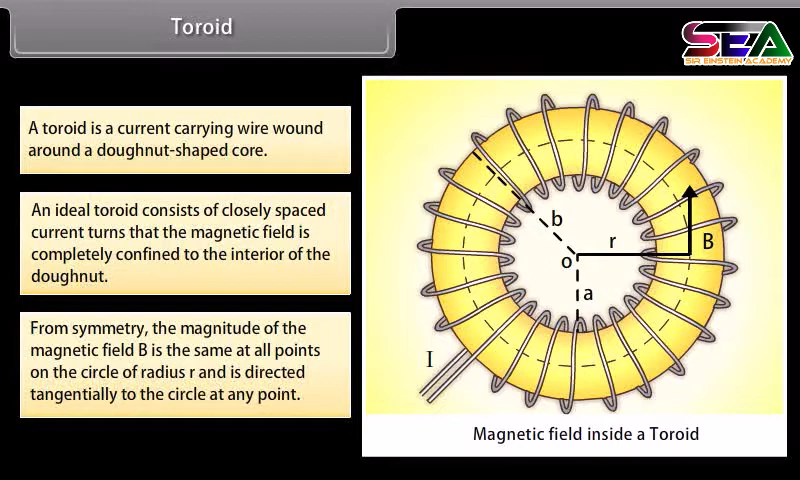 Toroid
SEA
SIR EINSTEIN ACADEMY
A toroid is a current carrying wire wound
around a doughnut-shaped core.
An ideal toroid consists of closely spaced
current turns that the magnetic field is
completely confined to the interior of the
doughnut.
From symmetry, the magnitude of the
magnetic field B is the same at all points
on the circle of radius r and is directed
tangentially to the circle at any point.
b
r
B
o
a
I
Magnetic field inside a Toroid